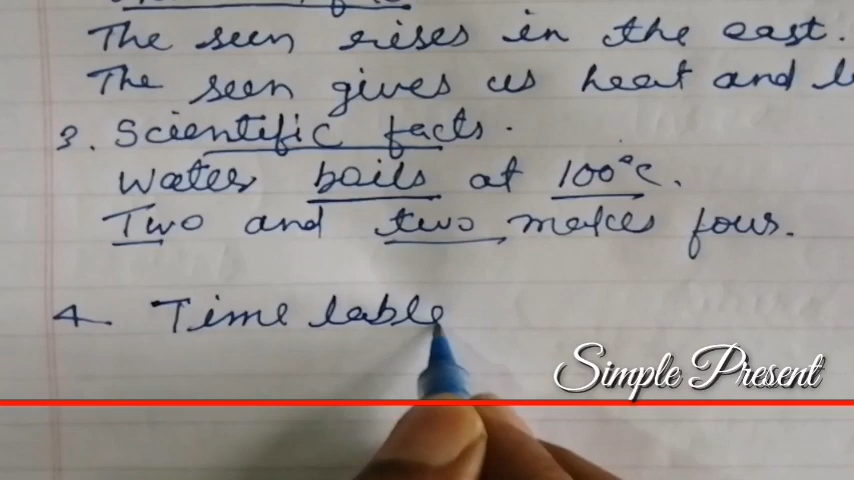 The sun rises in the east.
The sun gives us heat and l
3. Scientific facts.
Water boils at 100°c.
Two and two makes four.
4. Time table
Simple Present